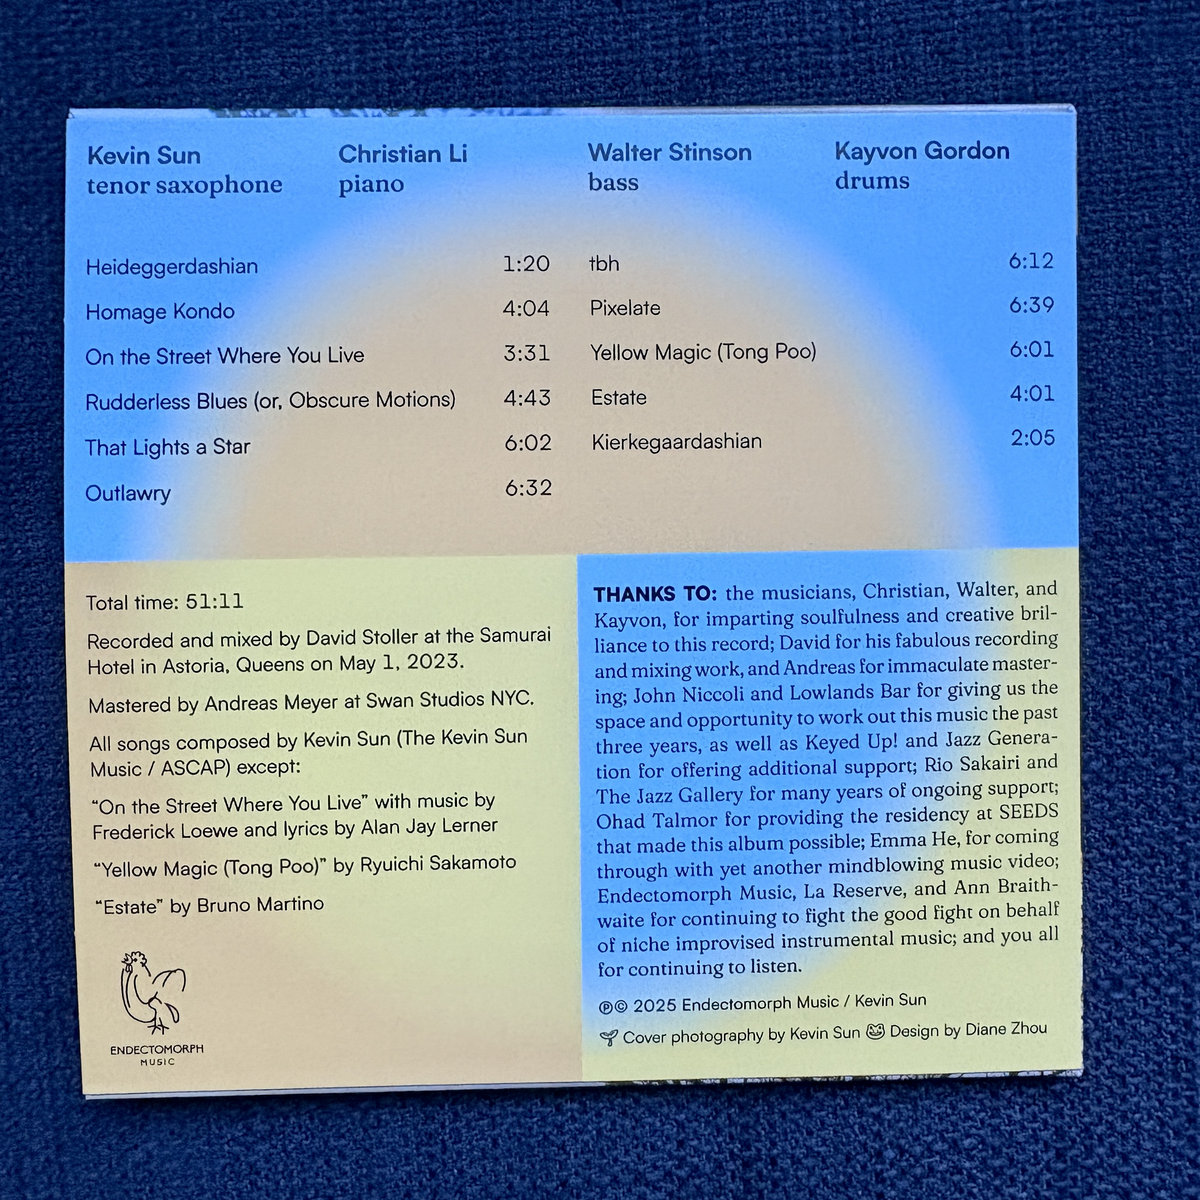 Kevin Sun
tenor saxophone
Christian Li
piano
Walter Stinson
bass
Kayvon Gordon
drums
Heideggerdashian 1:20
Homage Kondo 4:04
On the Street Where You Live 3:31
Rudderless Blues (or, Obscure Motions) 4:43
That Lights a Star 6:02
Outlawry 6:32
tbh 6:12
Pixelate 6:39
Yellow Magic (Tong Poo) 6:01
Estate 4:01
Kierkegaardashian 2:05
Total time: 51:11
Recorded and mixed by David Stoller at the Samurai
Hotel in Astoria, Queens on May 1, 2023.
Mastered by Andreas Meyer at Swan Studios NYC.
All songs composed by Kevin Sun (The Kevin Sun
Music / ASCAP) except:
“On the Street Where You Live” with music by
Frederick Loewe and lyrics by Alan Jay Lerner
“Yellow Magic (Tong Poo)” by Ryuichi Sakamoto
“Estate” by Bruno Martino
ENDECTOMORPH
MUSIC
THANKS TO: the musicians, Christian, Walter, and
Kayvon, for imparting soulfulness and creative bril-
liance to this record; David for his fabulous recording
and mixing work, and Andreas for immaculate master-
ing; John Niccoli and Lowlands Bar for giving us the
space and opportunity to work out this music the past
three years, as well as Keyed Up! and Jazz Genera-
tion for offering additional support; Rio Sakairi and
The Jazz Gallery for many years of ongoing support;
Ohad Talmor for providing the residency at SEEDS
that made this album possible; Emma He, for coming
through with yet another mindblowing music video;
Endectomorph Music, La Reserve, and Ann Braith-
waite for continuing to fight the good fight on behalf
of niche improvised instrumental music; and you all
for continuing to listen.
℗© 2025 Endectomorph Music / Kevin Sun
Cover photography by Kevin Sun Design by Diane Zhou